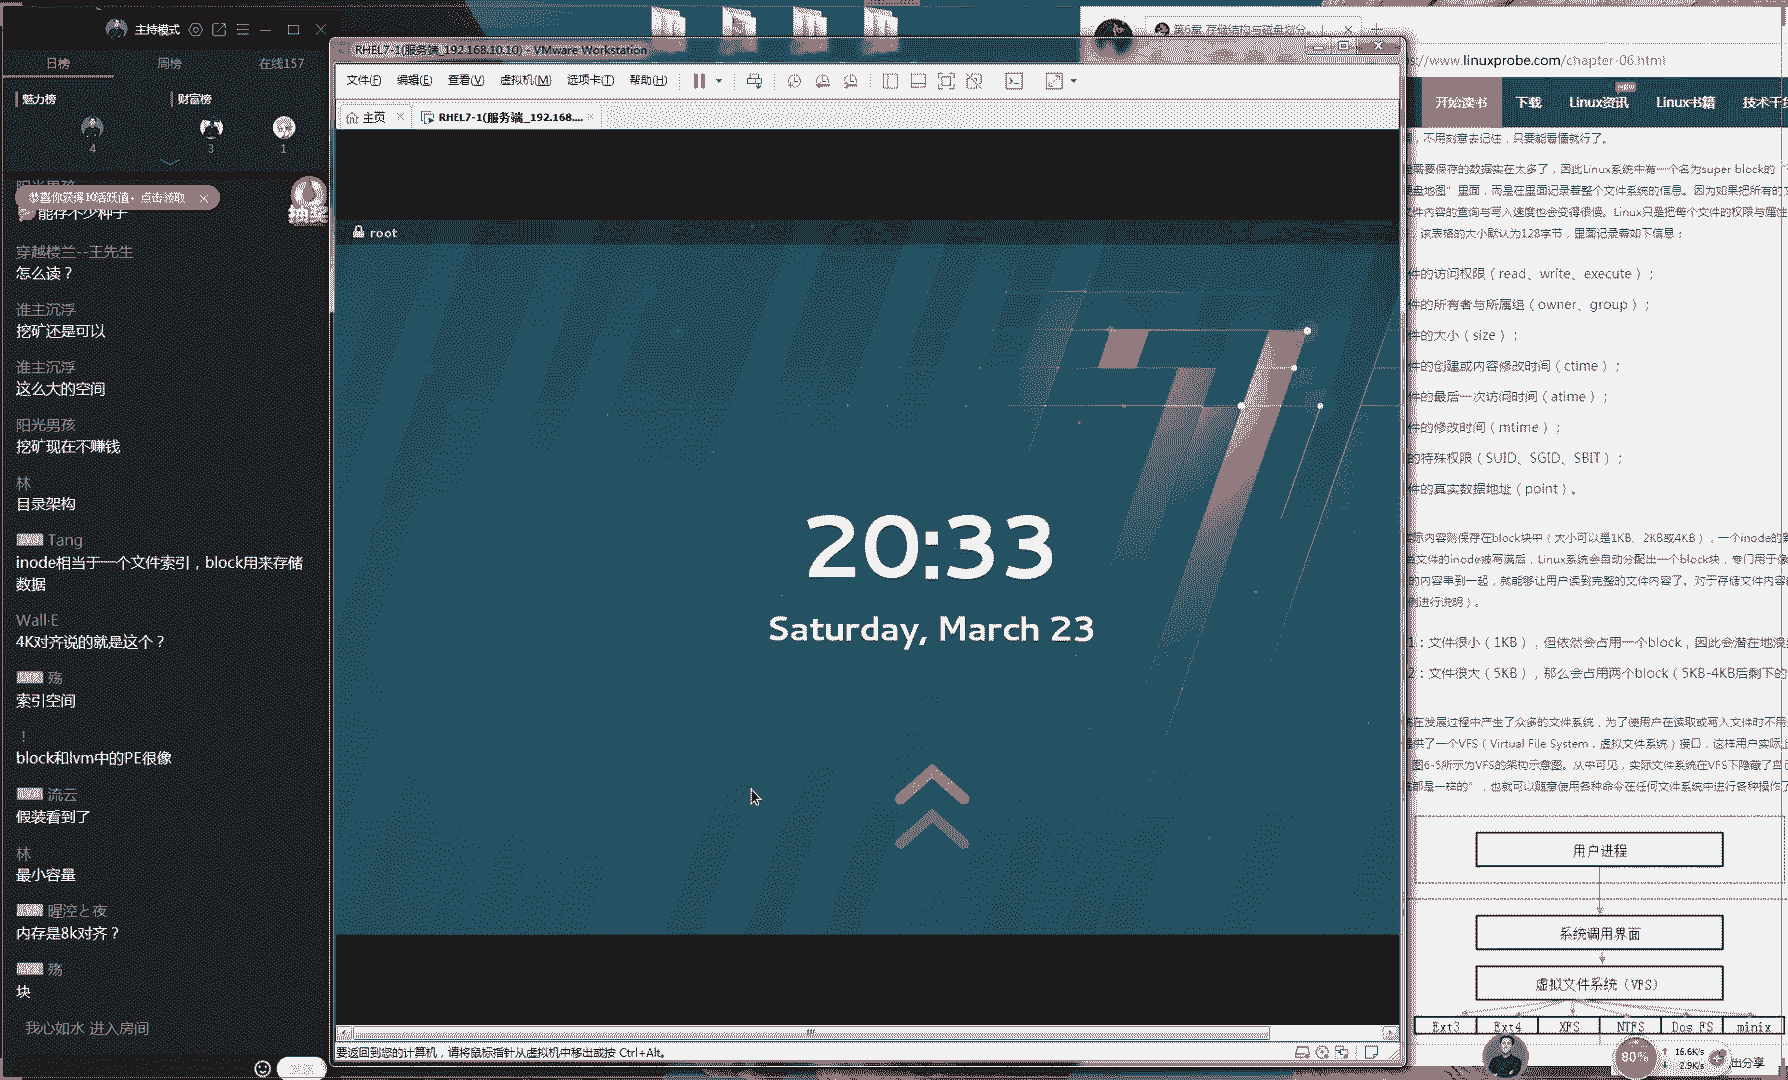 主持模式
日榜
周榜
在线157
魅力榜
财富榜
4
3
1
恭喜你获得10活跃值，点击领取
抽奖
能存不少种子
穿越楼兰--王先生
怎么读？
谁主沉浮
挖矿还是可以
谁主沉浮
这么大的空间
阳光男孩
挖矿现在不赚钱
林
目录架构
Tang
inode相当于一个文件索引，block用来存储
数据
Wall·E
4K对齐说的就是这个？
殇
索引空间
！
block和lvm中的PE很像
流云
假装看到了
林
最小容量
内存是8k对齐？
殇
块
我心如水 进入房间
RHEL7-1(服务端_192.168.10.10) - VMware Workstation
文件(F)
编辑(E)
查看(V)
虚拟机(M)
选项卡(T)
帮助(H)
主页
RHEL7-1(服务端_192.168....
root
20:33
Saturday, March 23
要返回到您的计算机，请将鼠标指针从虚拟机中移出或按 Ctrl+Alt。
第6章 存储结构与磁盘划分
://www.linuxprobe.com/chapter-06.html
开始读书
下载
Linux资讯
NEW
Linux书籍
技术干货
，不用刻意去记住，只要能看懂就行了。
需要保存的数据实在太多了，因此Linux系统中有一个名为super block的“
硬盘地图”里面，而是在里面记录着整个文件系统的信息。因为如果把所有的
文件内容的查询与写入速度也会变得很慢。Linux只是把每个文件的权限与属性
，该表格的大小默认为128字节，里面记录着如下信息：
件的访问权限（read、write、execute）；
件的所有者与所属组（owner、group）；
件的大小（size）；
件的创建或内容修改时间（ctime）；
件的最后一次访问时间（atime）；
件的修改时间（mtime）；
的特殊权限（SUID、SGID、SBIT）；
件的真实数据地址（point）。
际内容则保存在block块中（大小可以是1KB、2KB或4KB），一个inode的
文件的inode被写满后，Linux系统会自动分配出一个block块，专门用于像
的内容串到一起，就能够让用户读到完整的文件内容了。对于存储文件内容
例进行说明）。
1：文件很小（1KB），但依然会占用一个block，因此会潜在地浪
2：文件很大（5KB），那么会占用两个block（5KB-4KB后剩下的
在发展过程中产生了众多的文件系统，为了使用户在读取或写入文件时不用
提供了一个VFS（Virtual File System，虚拟文件系统）接口，这样用户实际上
图6-5所示为VFS的架构示意图。从中可见，实际文件系统在VFS下隐藏了自己
都是一样的”，也就可以随意使用各种命令在任何文件系统中进行各种操作了
用户进程
系统调用界面
虚拟文件系统（VFS）
Ext3
Ext4
XFS
NTFS
Dos FS
minix
80%
16.6K/s
2.9K/s
出分享